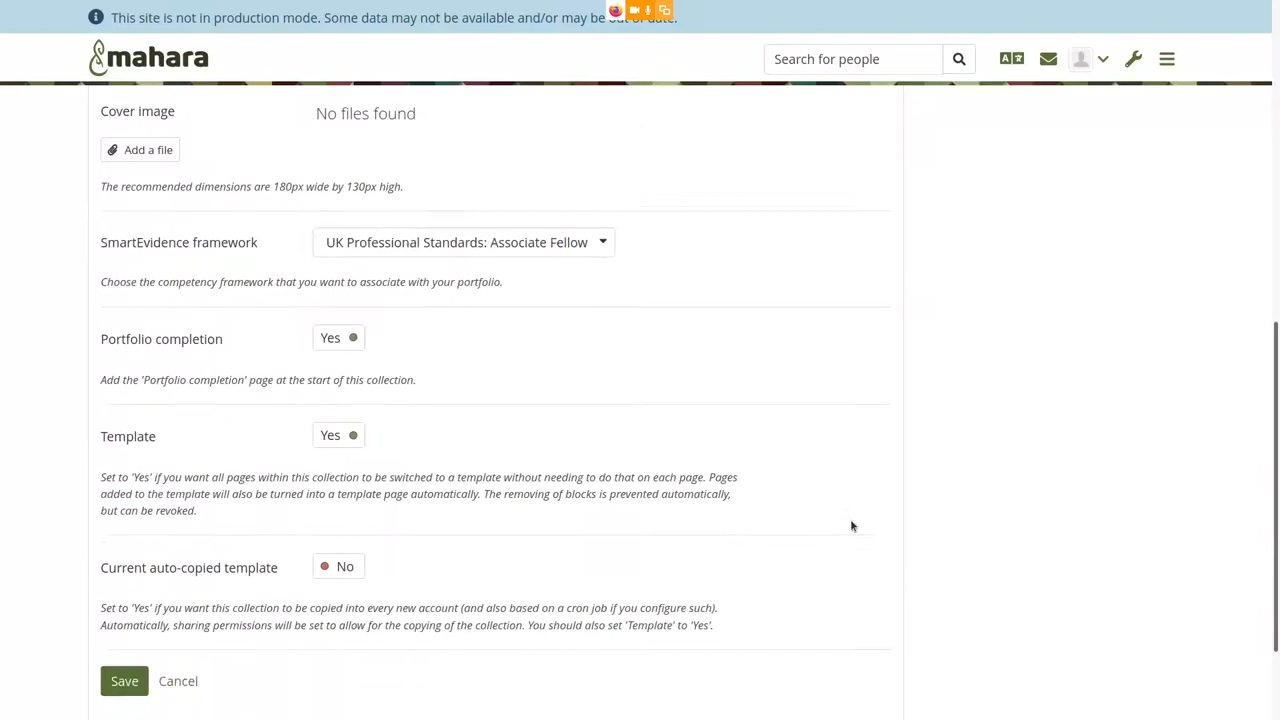 This site is not in production mode. Some data may not be available and/or may be out of date.
mahara
Search for people
Cover image
No files found
Add a file
The recommended dimensions are 180px wide by 130px high.
SmartEvidence framework
UK Professional Standards: Associate Fellow
Choose the competency framework that you want to associate with your portfolio.
Portfolio completion
Yes
Add the 'Portfolio completion' page at the start of this collection.
Template
Yes
Set to 'Yes' if you want all pages within this collection to be switched to a template without needing to do that on each page. Pages
added to the template will also be turned into a template page automatically. The removing of blocks is prevented automatically,
but can be revoked.
Current auto-copied template
No
Set to 'Yes' if you want this collection to be copied into every new account (and also based on a cron job if you configure such).
Automatically, sharing permissions will be set to allow for the copying of the collection. You should also set 'Template' to 'Yes'.
Save
Cancel